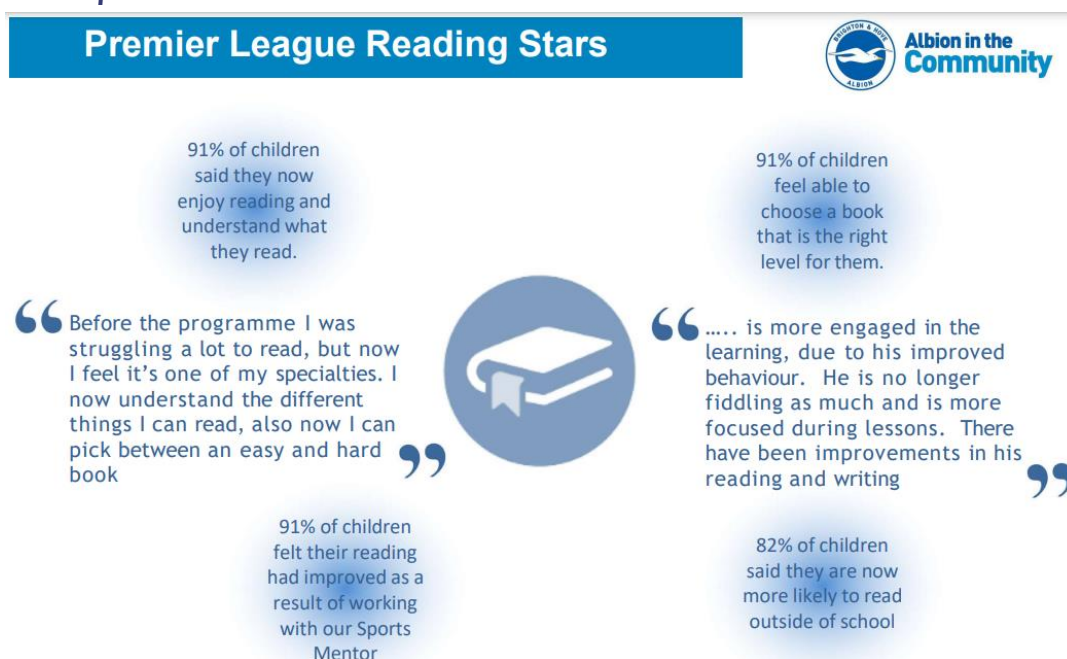 Premier League Reading Stars
BRIGHTON & HOVE
ALBION
Albion in the
Community
91% of children
said they now
enjoy reading and
understand what
they read.
91% of children
feel able to
choose a book
that is the right
level for them.
“ Before the programme I was
struggling a lot to read, but now
I feel it’s one of my specialties. I
now understand the different
things I can read, also now I can
pick between an easy and hard
book ”
“ ..... is more engaged in the
learning, due to his improved
behaviour. He is no longer
fiddling as much and is more
focused during lessons. There
have been improvements in his
reading and writing ”
91% of children
felt their reading
had improved as a
result of working
with our Sports
Mentor
82% of children
said they are now
more likely to read
outside of school